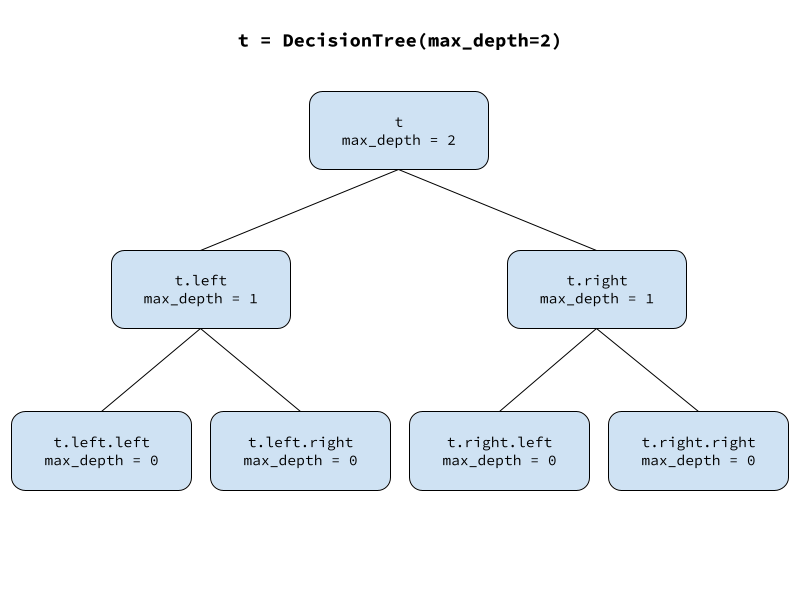 t = DecisionTree(max_depth=2)
t
max_depth = 2
t.left
max_depth = 1
t.right
max_depth = 1
t.left.left
max_depth = 0
t.left.right
max_depth = 0
t.right.left
max_depth = 0
t.right.right
max_depth = 0